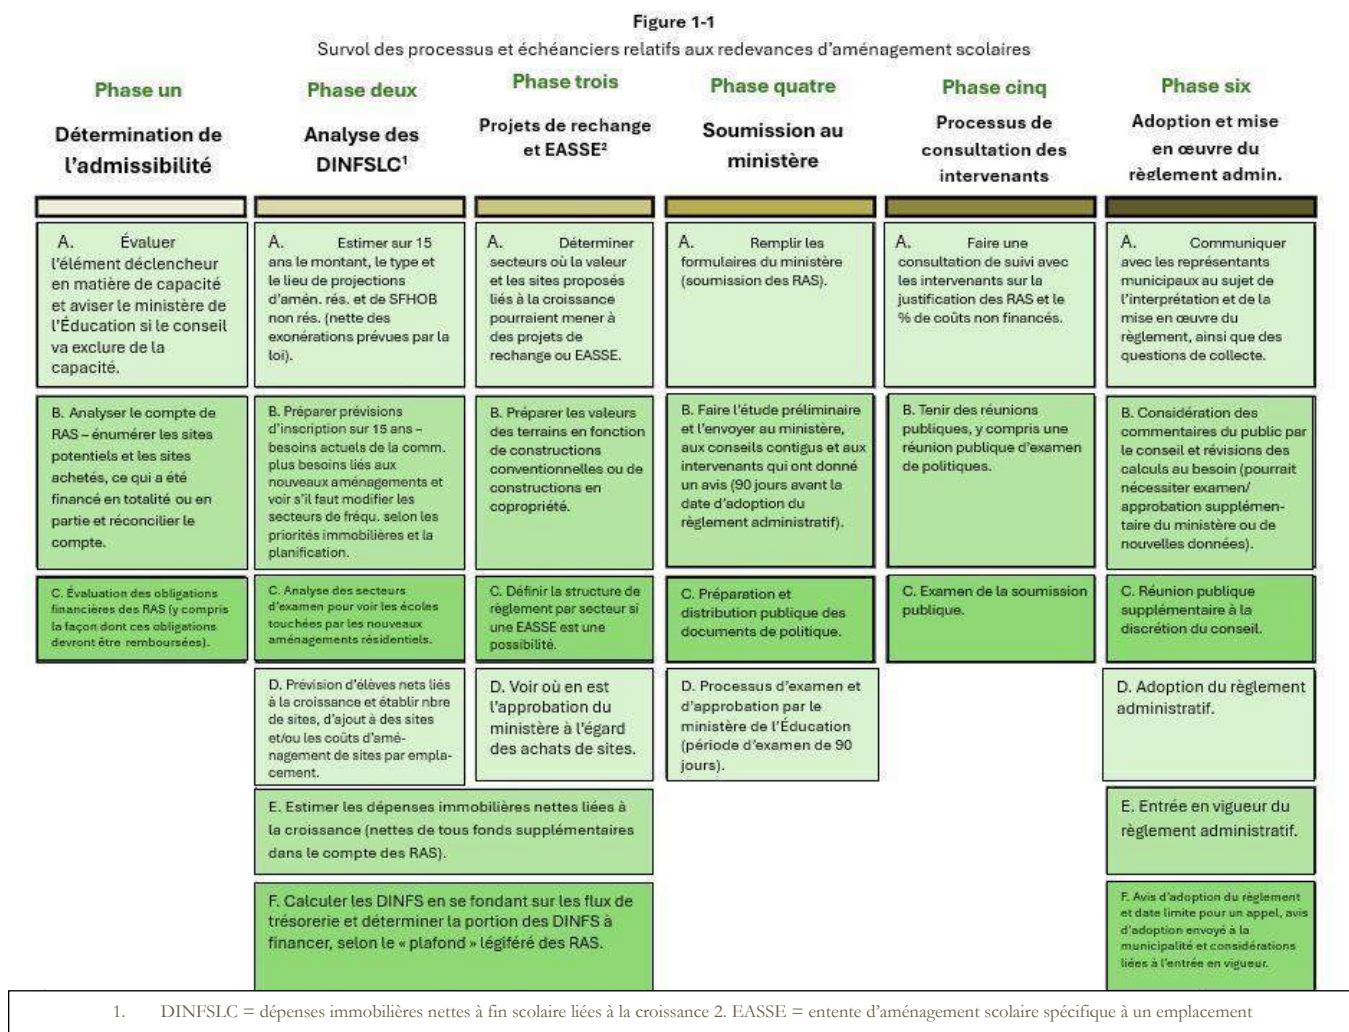 Figure 1-1
Survol des processus et échéanciers relatifs aux redevances d'aménagement scolaires
Phase un
Détermination de
l'admissibilité
A. Évaluer
l'élément déclencheur
en matière de capacité
et aviser le ministère de
l'Éducation si le conseil
va exclure de la
capacité.
B. Analyser le compte de
RAS – énumérer les sites
potentiels et les sites
achetés, ce qui a été
financé en totalité ou en
partie et réconcilier le
compte.
C. Évaluation des obligations
financières des RAS (y compris
la façon dont ces obligations
devront être remboursées).
Phase deux
Analyse des
DINFSLC¹
A. Estimer sur 15
ans le montant, le type et
le lieu de projections
d'amén. rés. et de SFHOB
non rés. (nette des
exonérations prévues par la
loi).
B. Préparer prévisions
d'inscription sur 15 ans –
besoins actuels de la comm.
plus besoins liés aux
nouveaux aménagements et
voir s'il faut modifier les
secteurs de fréqu. selon les
priorités immobilières et la
planification.
C. Analyse des secteurs
d'examen pour voir les écoles
touchées par les nouveaux
aménagements résidentiels.
D. Prévision d'élèves nets liés
à la croissance et établir nbre
de sites, d'ajout à des sites
et/ou les coûts d'amé-
nagement de sites par empla-
cement.
Phase trois
Projets de rechange
et EASSE²
A. Déterminer
secteurs où la valeur
et les sites proposés
liés à la croissance
pourraient mener à
des projets de
rechange ou EASSE.
B. Préparer les valeurs
des terrains en fonction
de constructions
conventionnelles ou de
constructions en
copropriété.
C. Définir la structure de
règlement par secteur si
une EASSE est une
possibilité.
D. Voir où en est
l'approbation du
ministère à l'égard
des achats de sites.
E. Estimer les dépenses immobilières nettes liées à
la croissance (nettes de tous fonds supplémentaires
dans le compte des RAS).
F. Calculer les DINFS en se fondant sur les flux de
trésorerie et déterminer la portion des DINFS à
financer, selon le « plafond » légiféré des RAS.
Phase quatre
Soumission au
ministère
A. Remplir les
formulaires du ministère
(soumission des RAS).
B. Faire l'étude préliminaire
et l'envoyer au ministère,
aux conseils contigus et aux
intervenants qui ont donné
un avis (90 jours avant la
date d'adoption du
règlement administratif).
C. Préparation et
distribution publique des
documents de politique.
D. Processus d'examen et
d'approbation par le
ministère de l'Éducation
(période d'examen de 90
jours).
Phase cinq
Processus de
consultation des
intervenants
A. Faire une
consultation de suivi avec
les intervenants sur la
justification des RAS et le
% de coûts non financés.
B. Tenir des réunions
publiques, y compris une
réunion publique d'examen
de politiques.
C. Examen de la soumission
publique.
Phase six
Adoption et mise
en œuvre du
règlement admin.
A. Communiquer
avec les représentants
municipaux au sujet de
l'interprétation et de la
mise en œuvre du
règlement, ainsi que des
questions de collecte.
B. Considération des
commentaires du public par
le conseil et révisions des
calculs au besoin (pourrait
nécessiter examen/
approbation supplémen-
taire du ministère ou de
nouvelles données).
C. Réunion publique
supplémentaire à la
discrétion du conseil.
D. Adoption du règlement
administratif.
E. Entrée en vigueur du
règlement administratif.
F. Avis d'adoption du règlement
et date limite pour un appel, avis
d'adoption envoyé à la
municipalité et considérations
liées à l'entrée en vigueur.
1. DINFSLC = dépenses immobilières nettes à fin scolaire liées à la croissance 2. EASSE = entente d'aménagement scolaire spécifique à un emplacement